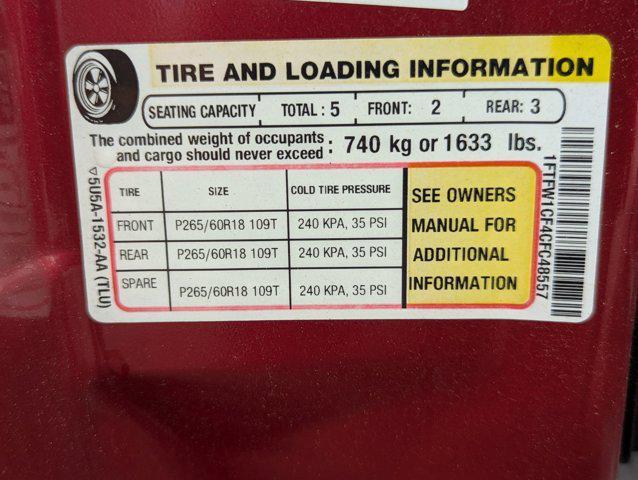 TIRE AND LOADING INFORMATION
SEATING CAPACITY TOTAL : 5 FRONT: 2 REAR: 3
The combined weight of occupants
and cargo should never exceed : 740 kg or 1633 lbs.
TIRE SIZE COLD TIRE PRESSURE
FRONT P265/60R18 109T 240 KPA, 35 PSI
REAR P265/60R18 109T 240 KPA, 35 PSI
SPARE P265/60R18 109T 240 KPA, 35 PSI
SEE OWNERS
MANUAL FOR
ADDITIONAL
INFORMATION
5U5A-1532-AA (TLU)
1FTFW1CF4CFC48557